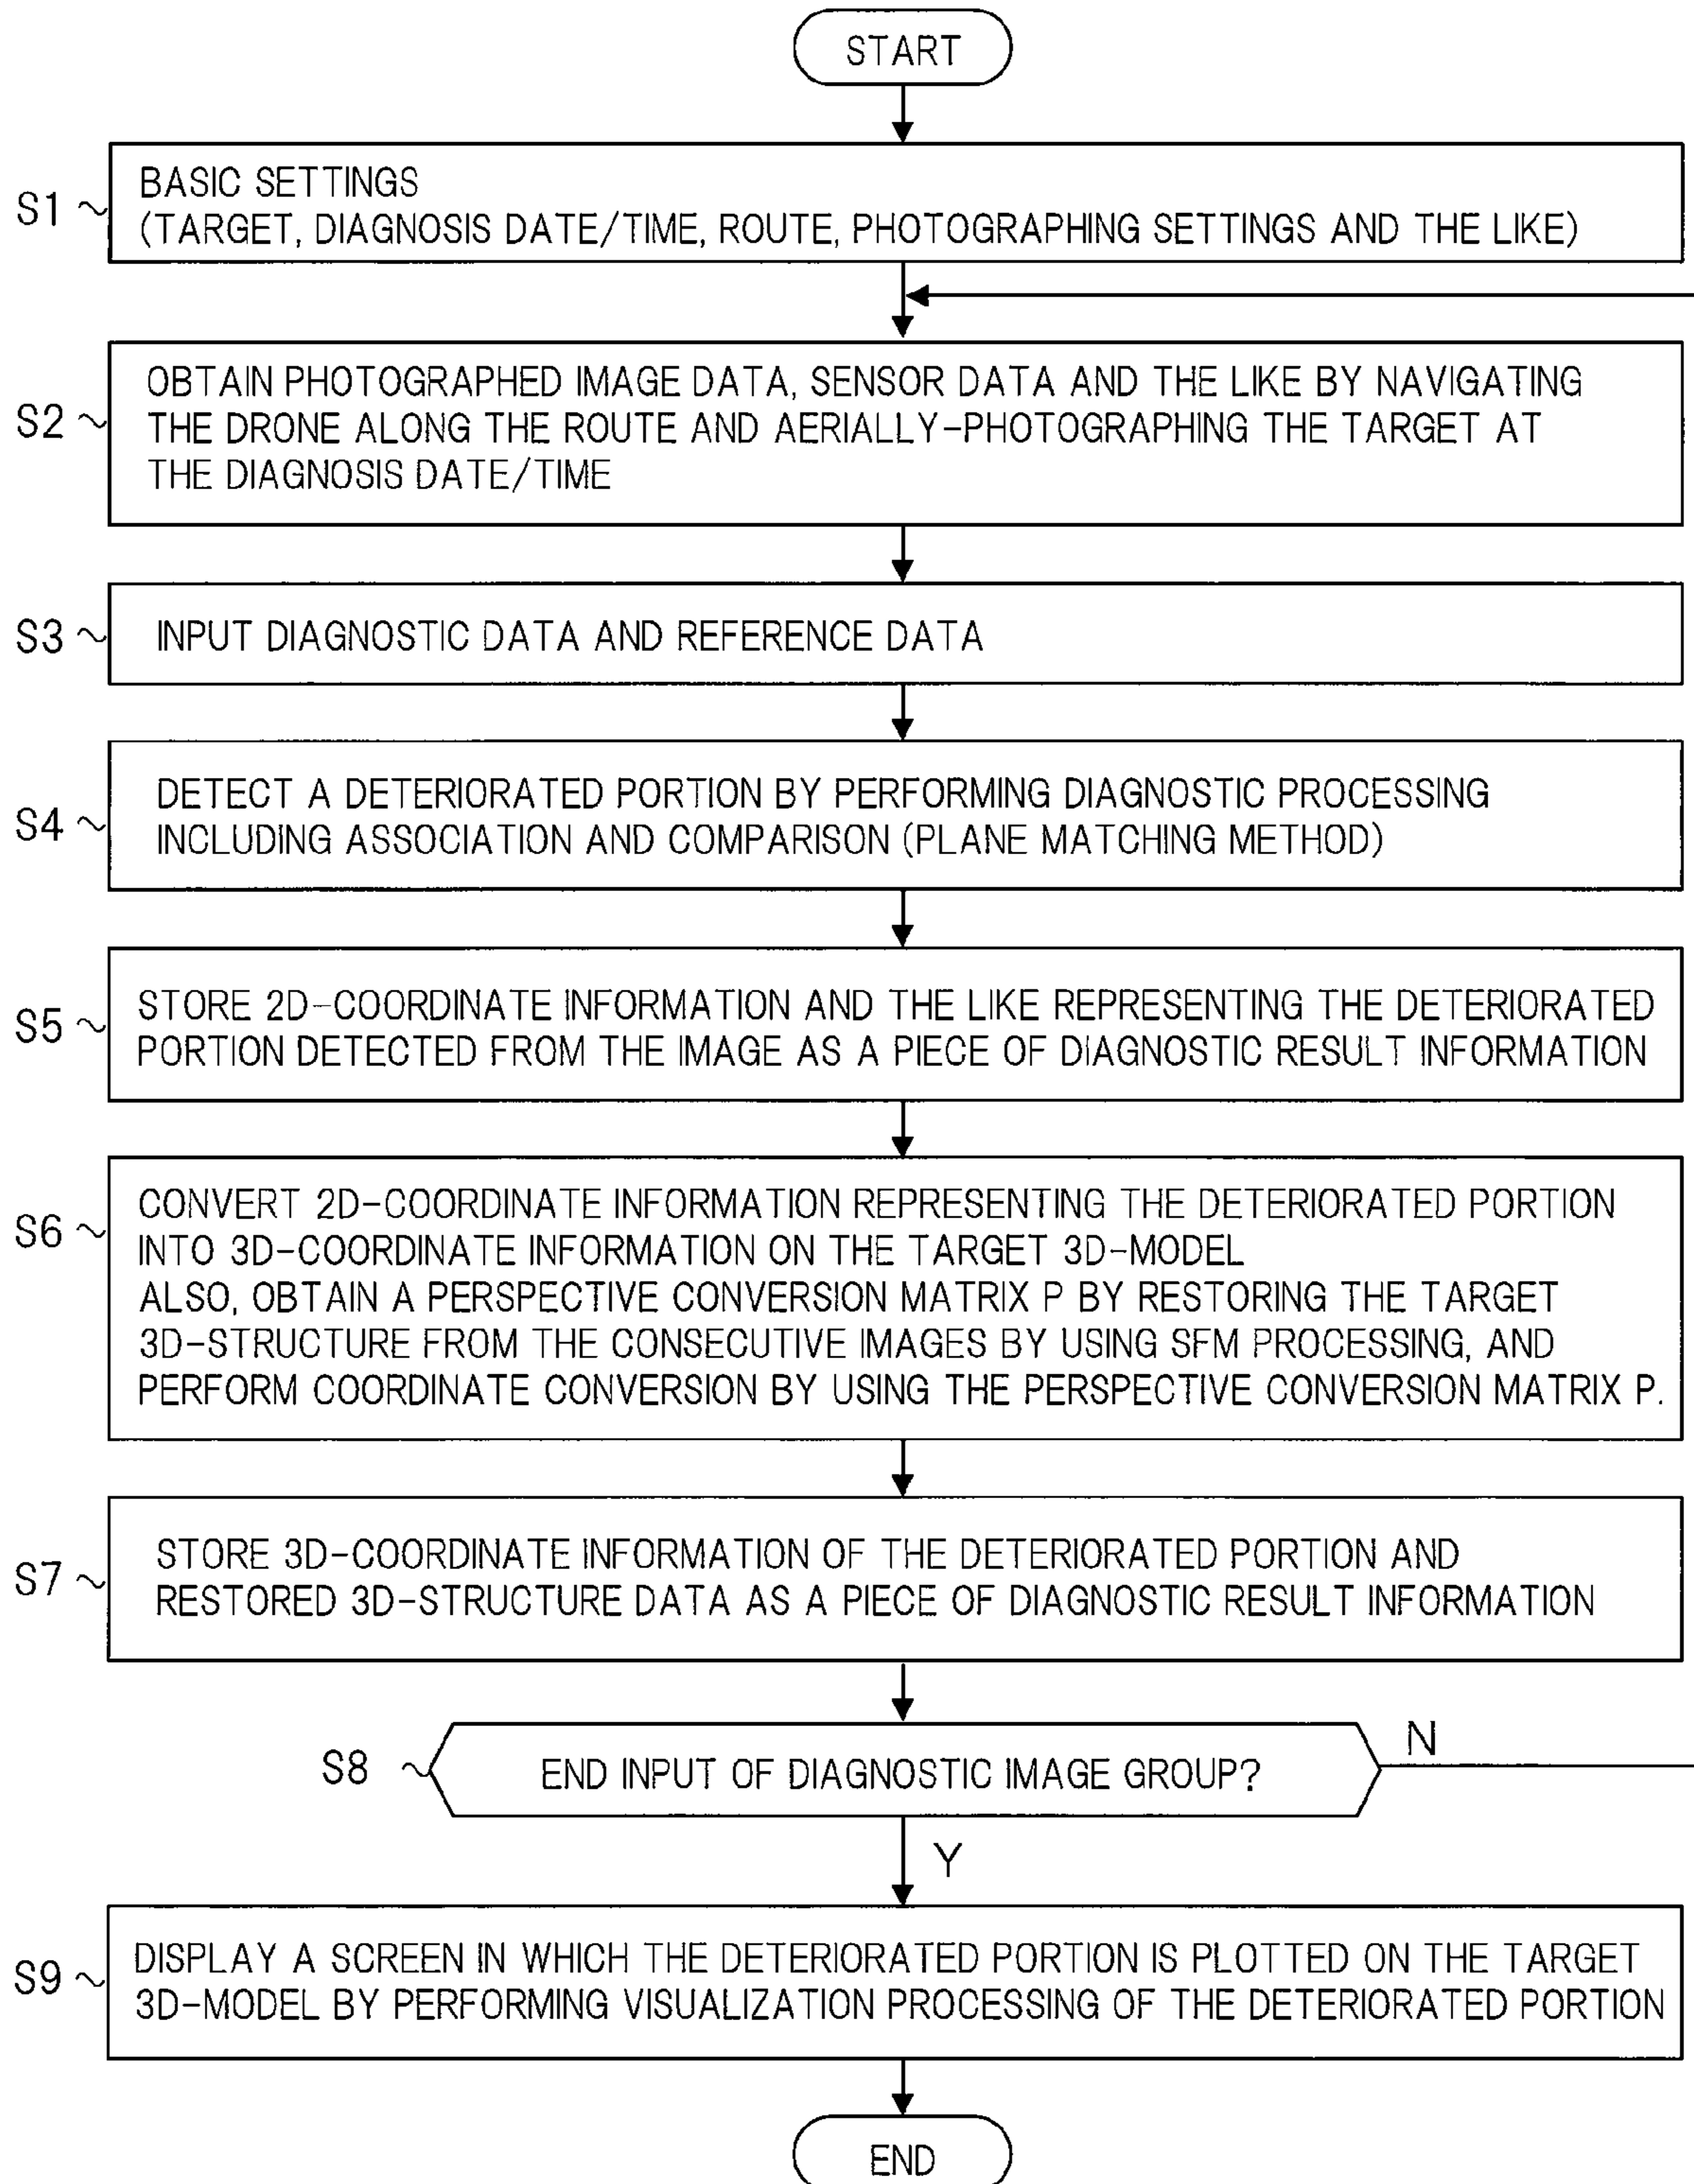 START
S1
BASIC SETTINGS
(TARGET, DIAGNOSIS DATE/TIME, ROUTE, PHOTOGRAPHING SETTINGS AND THE LIKE)
S2
OBTAIN PHOTOGRAPHED IMAGE DATA, SENSOR DATA AND THE LIKE BY NAVIGATING
THE DRONE ALONG THE ROUTE AND AERIALLY-PHOTOGRAPHING THE TARGET AT
THE DIAGNOSIS DATE/TIME
S3
INPUT DIAGNOSTIC DATA AND REFERENCE DATA
S4
DETECT A DETERIORATED PORTION BY PERFORMING DIAGNOSTIC PROCESSING
INCLUDING ASSOCIATION AND COMPARISON (PLANE MATCHING METHOD)
S5
STORE 2D-COORDINATE INFORMATION AND THE LIKE REPRESENTING THE DETERIORATED
PORTION DETECTED FROM THE IMAGE AS A PIECE OF DIAGNOSTIC RESULT INFORMATION
S6
CONVERT 2D-COORDINATE INFORMATION REPRESENTING THE DETERIORATED PORTION
INTO 3D-COORDINATE INFORMATION ON THE TARGET 3D-MODEL
ALSO, OBTAIN A PERSPECTIVE CONVERSION MATRIX P BY RESTORING THE TARGET
3D-STRUCTURE FROM THE CONSECUTIVE IMAGES BY USING SFM PROCESSING, AND
PERFORM COORDINATE CONVERSION BY USING THE PERSPECTIVE CONVERSION MATRIX P.
S7
STORE 3D-COORDINATE INFORMATION OF THE DETERIORATED PORTION AND
RESTORED 3D-STRUCTURE DATA AS A PIECE OF DIAGNOSTIC RESULT INFORMATION
S8
END INPUT OF DIAGNOSTIC IMAGE GROUP?
N
Y
S9
DISPLAY A SCREEN IN WHICH THE DETERIORATED PORTION IS PLOTTED ON THE TARGET
3D-MODEL BY PERFORMING VISUALIZATION PROCESSING OF THE DETERIORATED PORTION
END